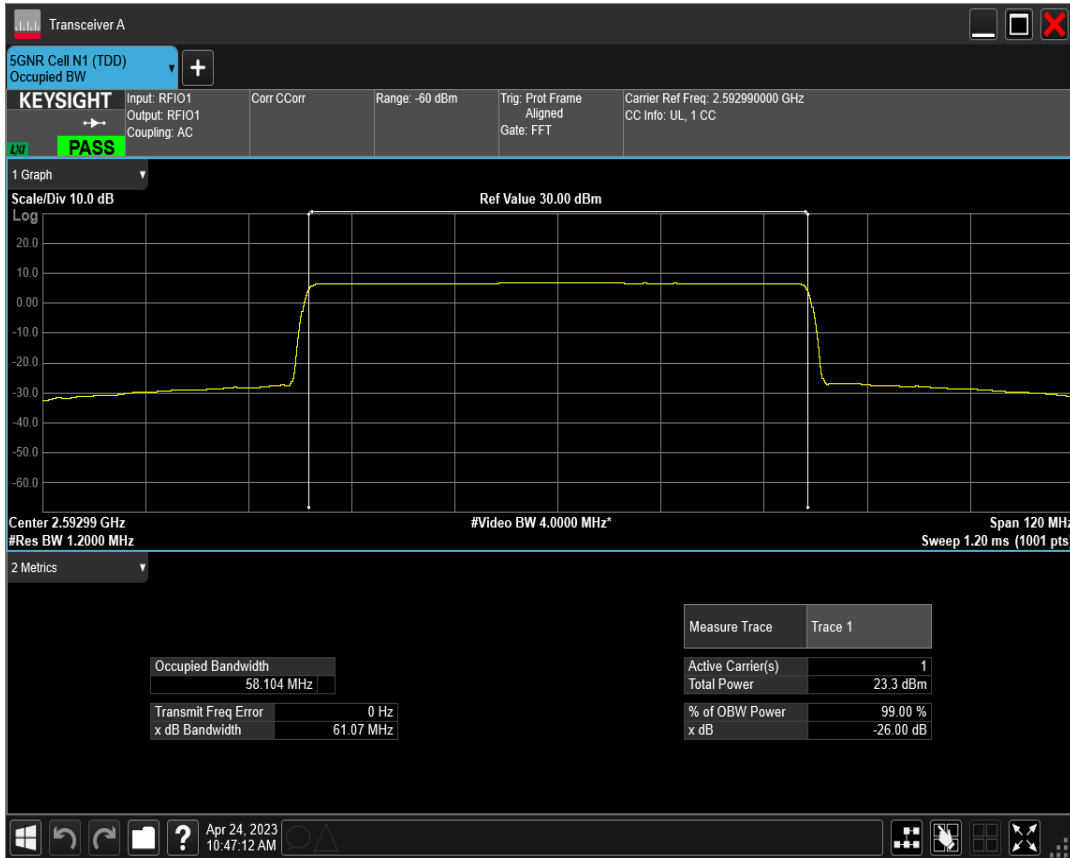 Transceiver A
5GNR Cell N1 (TDD)
Occupied BW
+
KEYSIGHT
LXI
PASS
Input: RFIO1
Output: RFIO1
Coupling: AC
Corr CCorr
Range: -60 dBm
Trig: Prot Frame
Aligned
Gate: FFT
Carrier Ref Freq: 2.592990000 GHz
CC Info: UL, 1 CC
1 Graph
Scale/Div 10.0 dB
Ref Value 30.00 dBm
Log
20.0
10.0
0.00
-10.0
-20.0
-30.0
-40.0
-50.0
-60.0
Center 2.59299 GHz
#Video BW 4.0000 MHz*
Span 120 MHz
#Res BW 1.2000 MHz
Sweep 1.20 ms (1001 pts)
2 Metrics
Measure Trace Trace 1
Occupied Bandwidth
58.104 MHz
Active Carrier(s) 1
Total Power 23.3 dBm
Transmit Freq Error 0 Hz
x dB Bandwidth 61.07 MHz
% of OBW Power 99.00 %
x dB -26.00 dB
?
Apr 24, 2023
10:47:12 AM